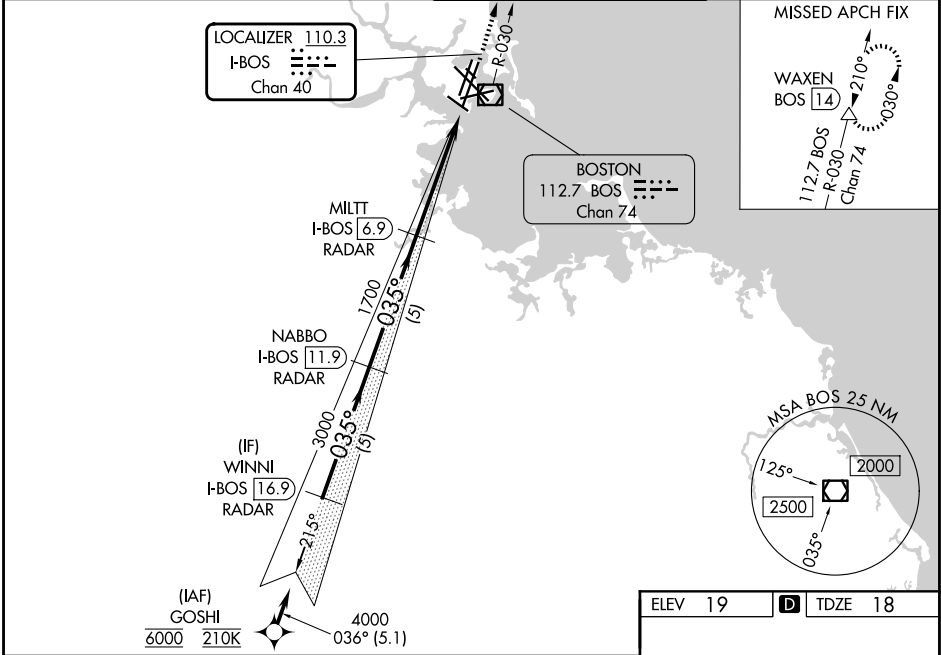 LOCALIZER 110.3
I-BOS
Chan 40
R-030
MISSED APCH FIX
WAXEN
BOS 14
210°
030°
112.7 BOS
R-030
Chan 74
BOSTON
112.7 BOS
Chan 74
MILTT
I-BOS 6.9
RADAR
1700
035°
(5)
NABBO
I-BOS 11.9
RADAR
3000
035°
(5)
(IF)
WINNI
I-BOS 16.9
RADAR
215°
(IAF)
GOSHI
6000 210K
4000
036° (5.1)
MSA BOS 25 NM
125°
2000
2500
035°
ELEV 19 D TDZE 18